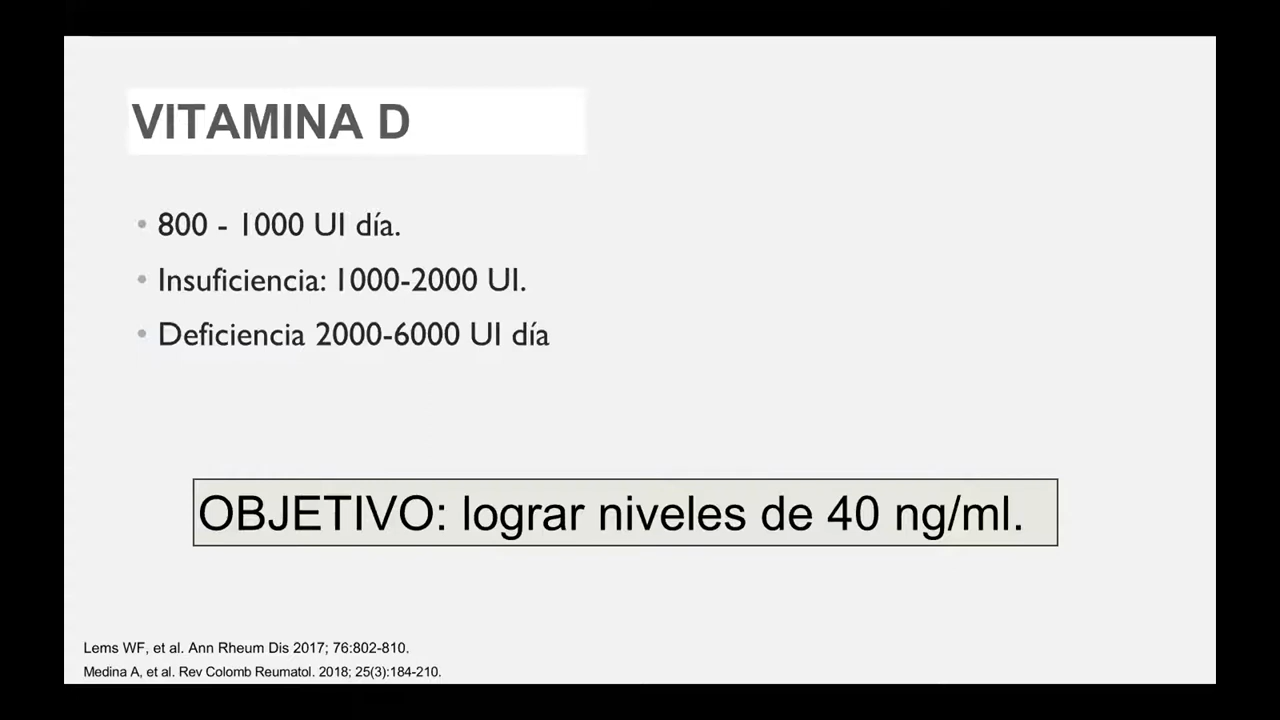 VITAMINA D
• 800 - 1000 UI día.
• Insuficiencia: 1000-2000 UI.
• Deficiencia 2000-6000 UI día
OBJETIVO: lograr niveles de 40 ng/ml.
Lems WF, et al. Ann Rheum Dis 2017; 76:802-810.
Medina A, et al. Rev Colomb Reumatol. 2018; 25(3):184-210.